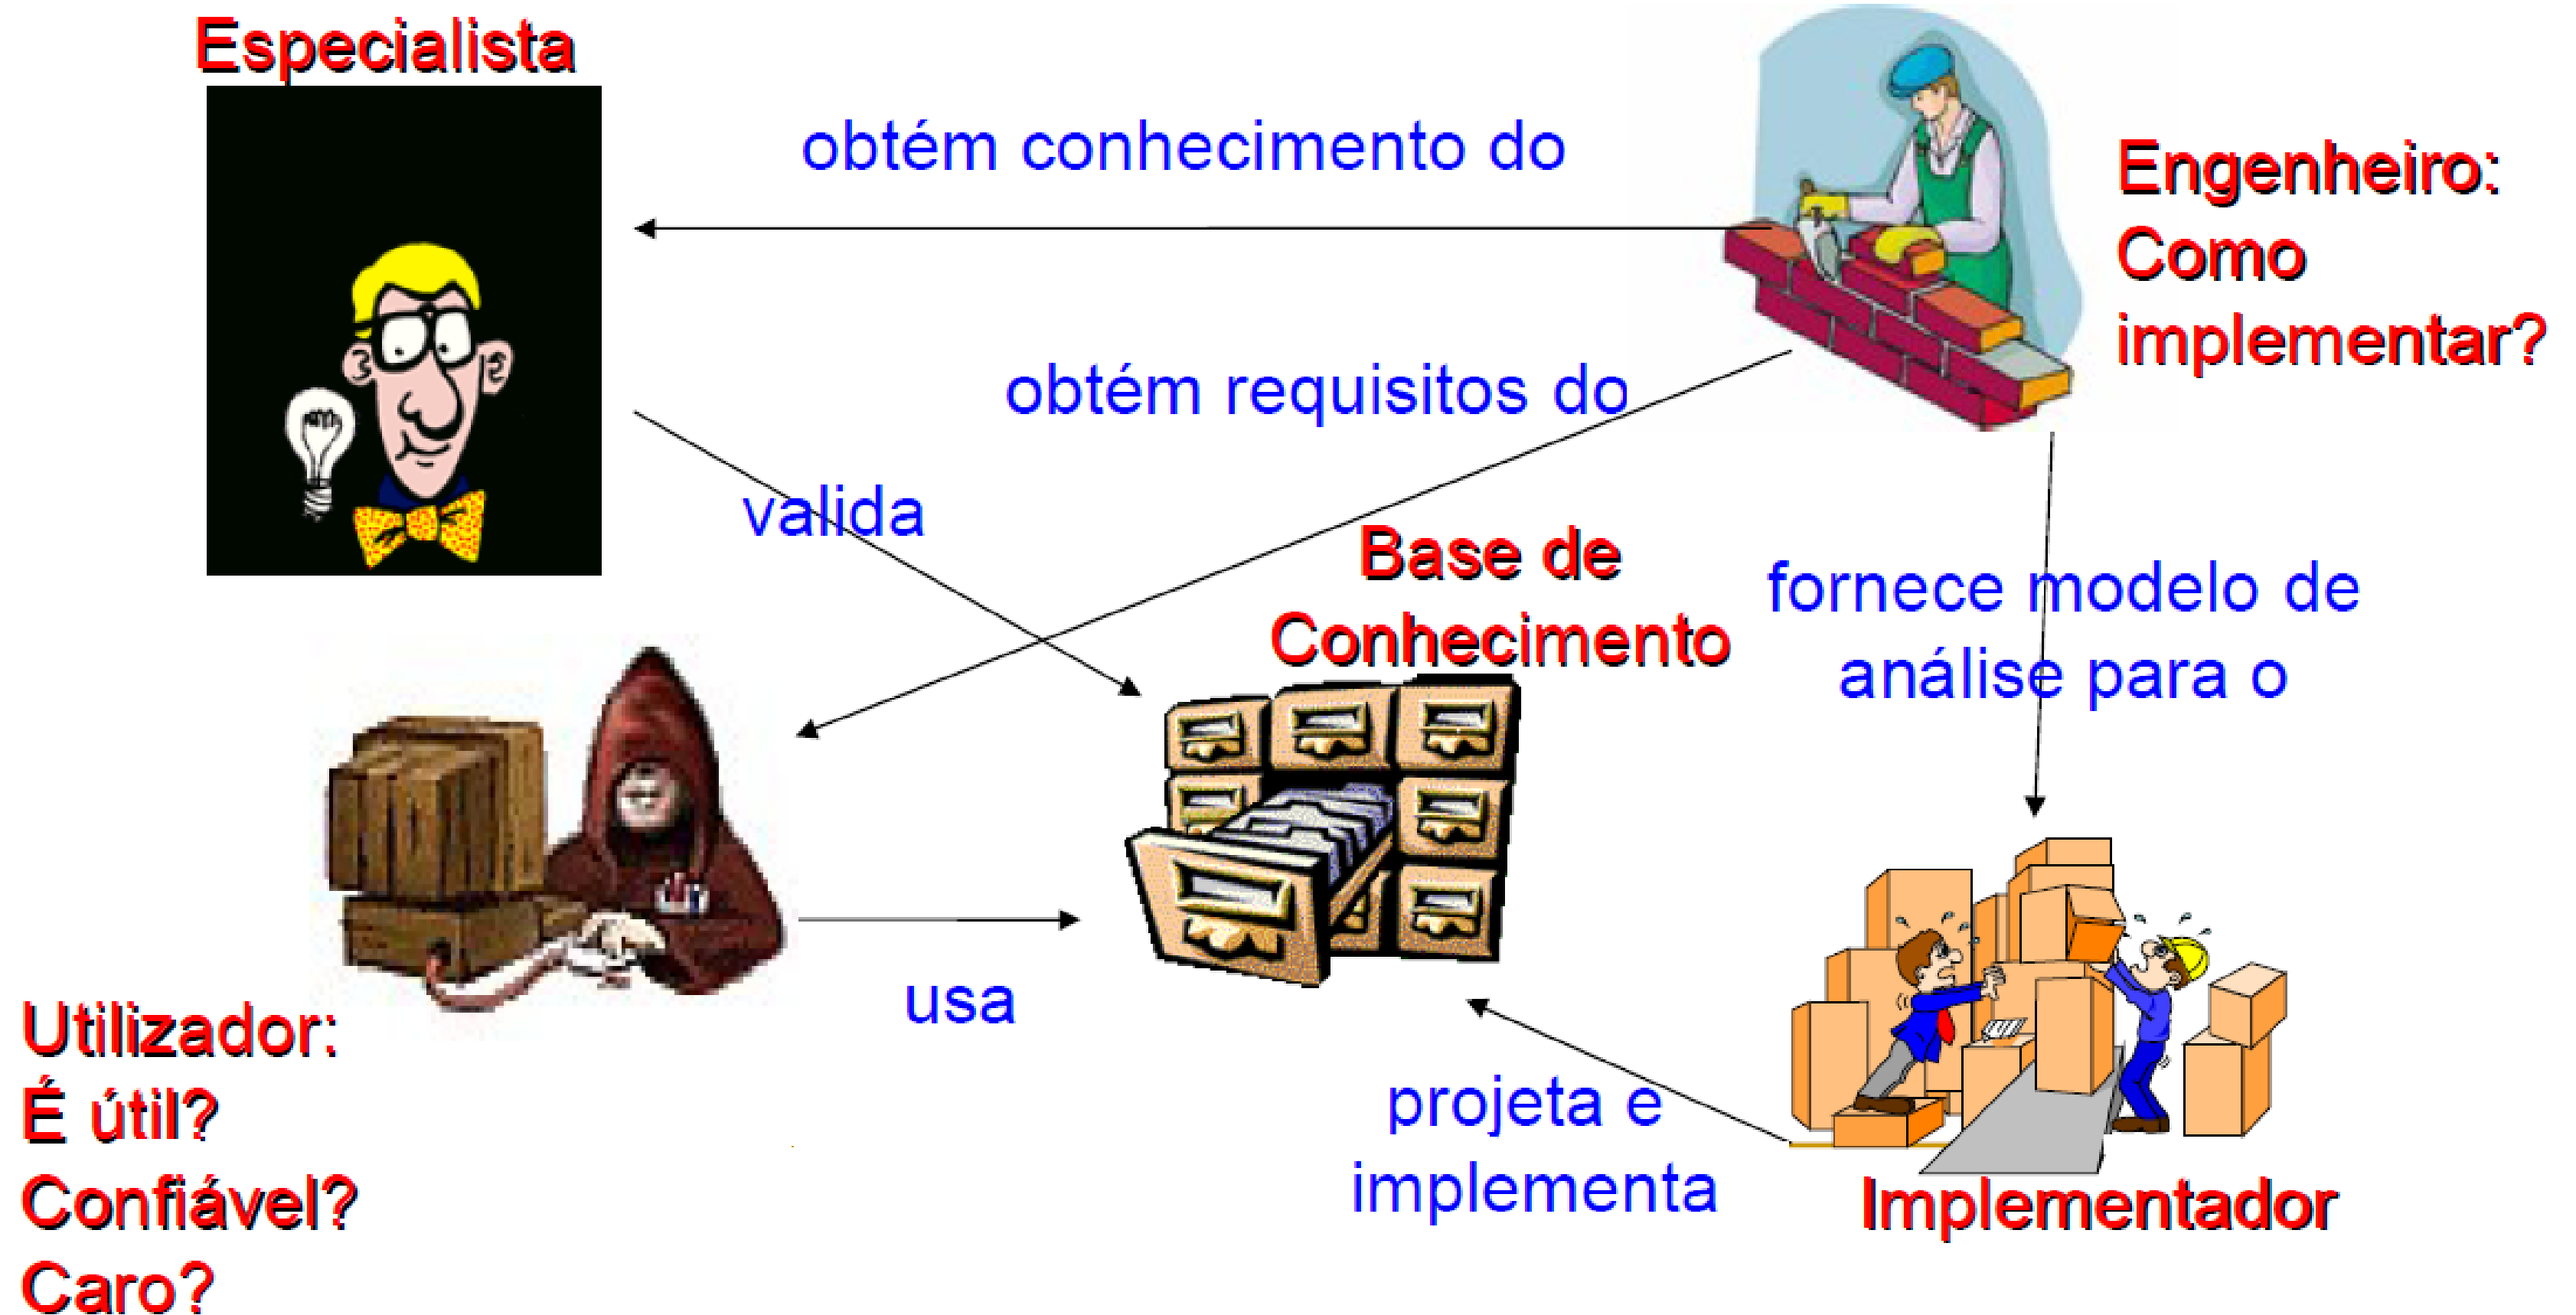 Especialista
obtém conhecimento do
Engenheiro:
Como
implementar?
obtém requisitos do
valida
Base de
Conhecimento
fornece modelo de
análise para o
usa
Utilizador:
É útil?
Confiável?
Caro?
projeta e
implementa
Implementador